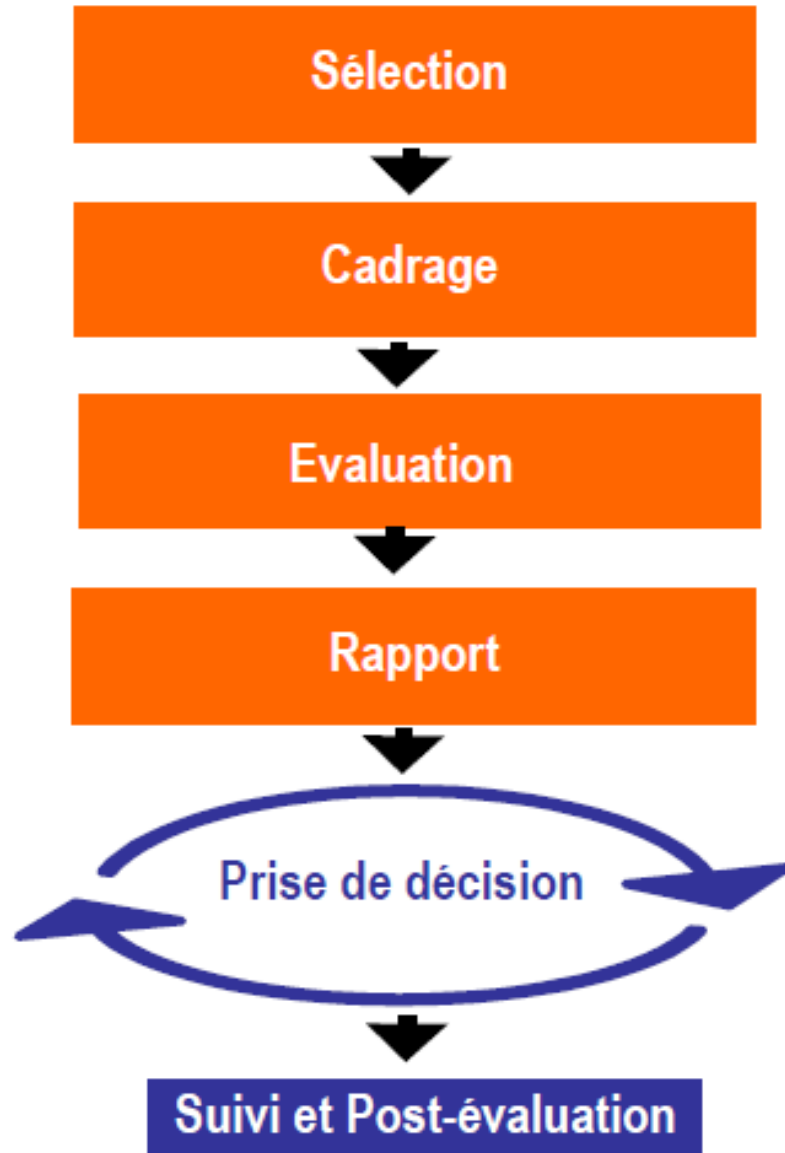 Sélection
Cadrage
Evaluation
Rapport
Prise de décision
Suivi et Post-évaluation